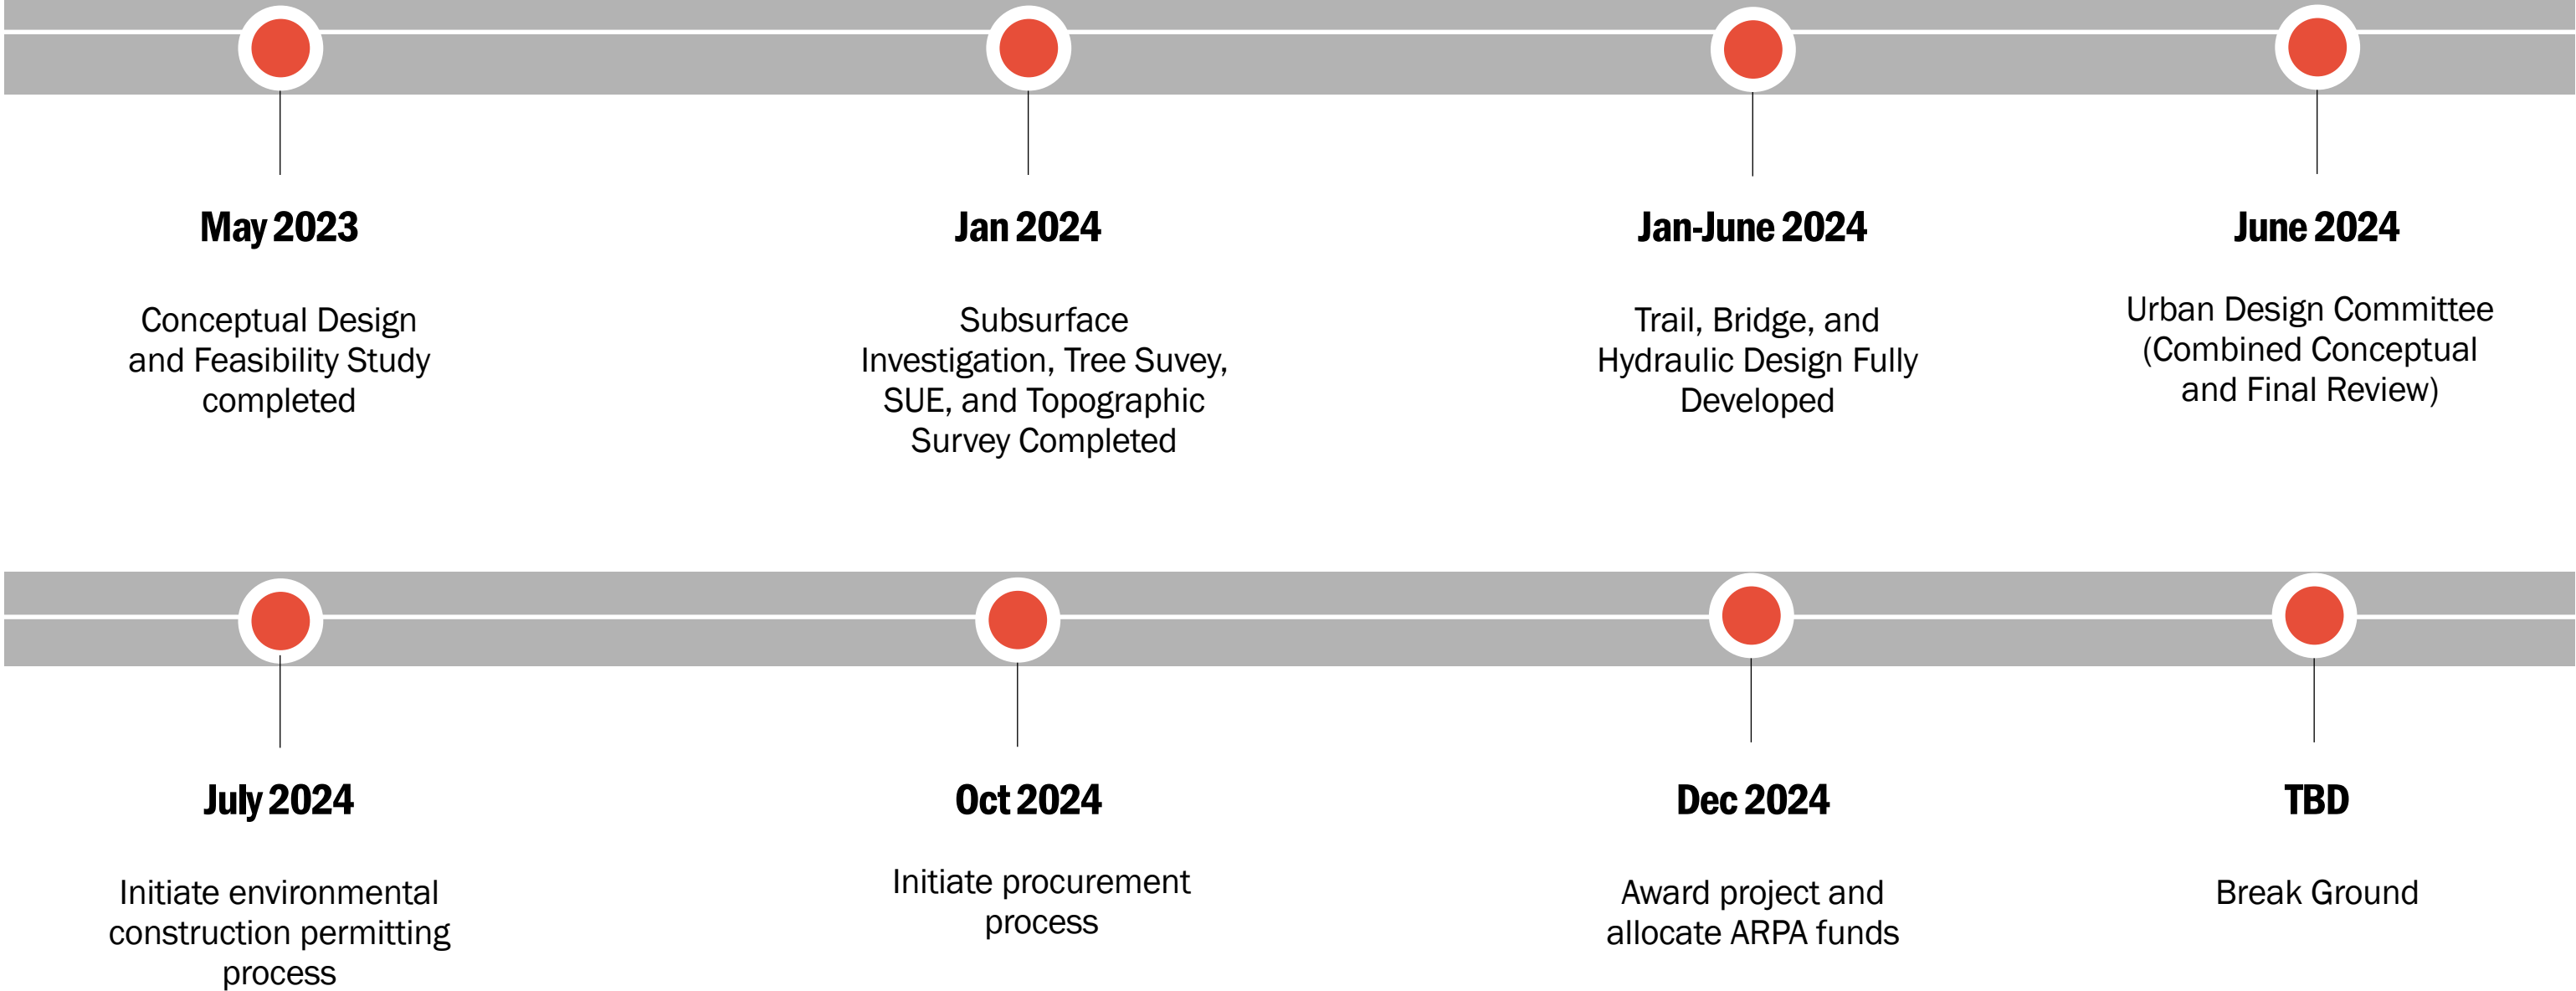 May 2023
Conceptual Design
and Feasibility Study
completed
Jan 2024
Subsurface
Investigation, Tree Suvey,
SUE, and Topographic
Survey Completed
Jan-June 2024
Trail, Bridge, and
Hydraulic Design Fully
Developed
June 2024
Urban Design Committee
(Combined Conceptual
and Final Review)
July 2024
Initiate environmental
construction permitting
process
Oct 2024
Initiate procurement
process
Dec 2024
Award project and
allocate ARPA funds
TBD
Break Ground